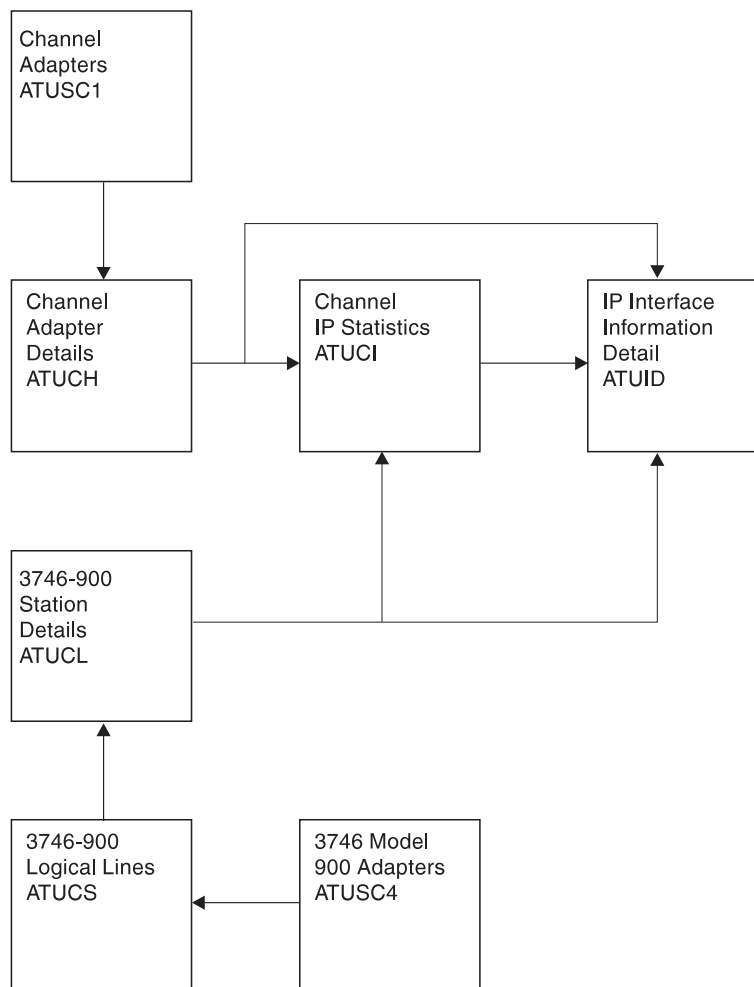 Channel
Adapters
ATUSC1
Channel
Adapter
Details
ATUCH
Channel
IP Statistics
ATUCI
IP Interface
Information
Detail
ATUID
3746-900
Station
Details
ATUCL
3746-900
Logical Lines
ATUCS
3746 Model
900 Adapters
ATUSC4